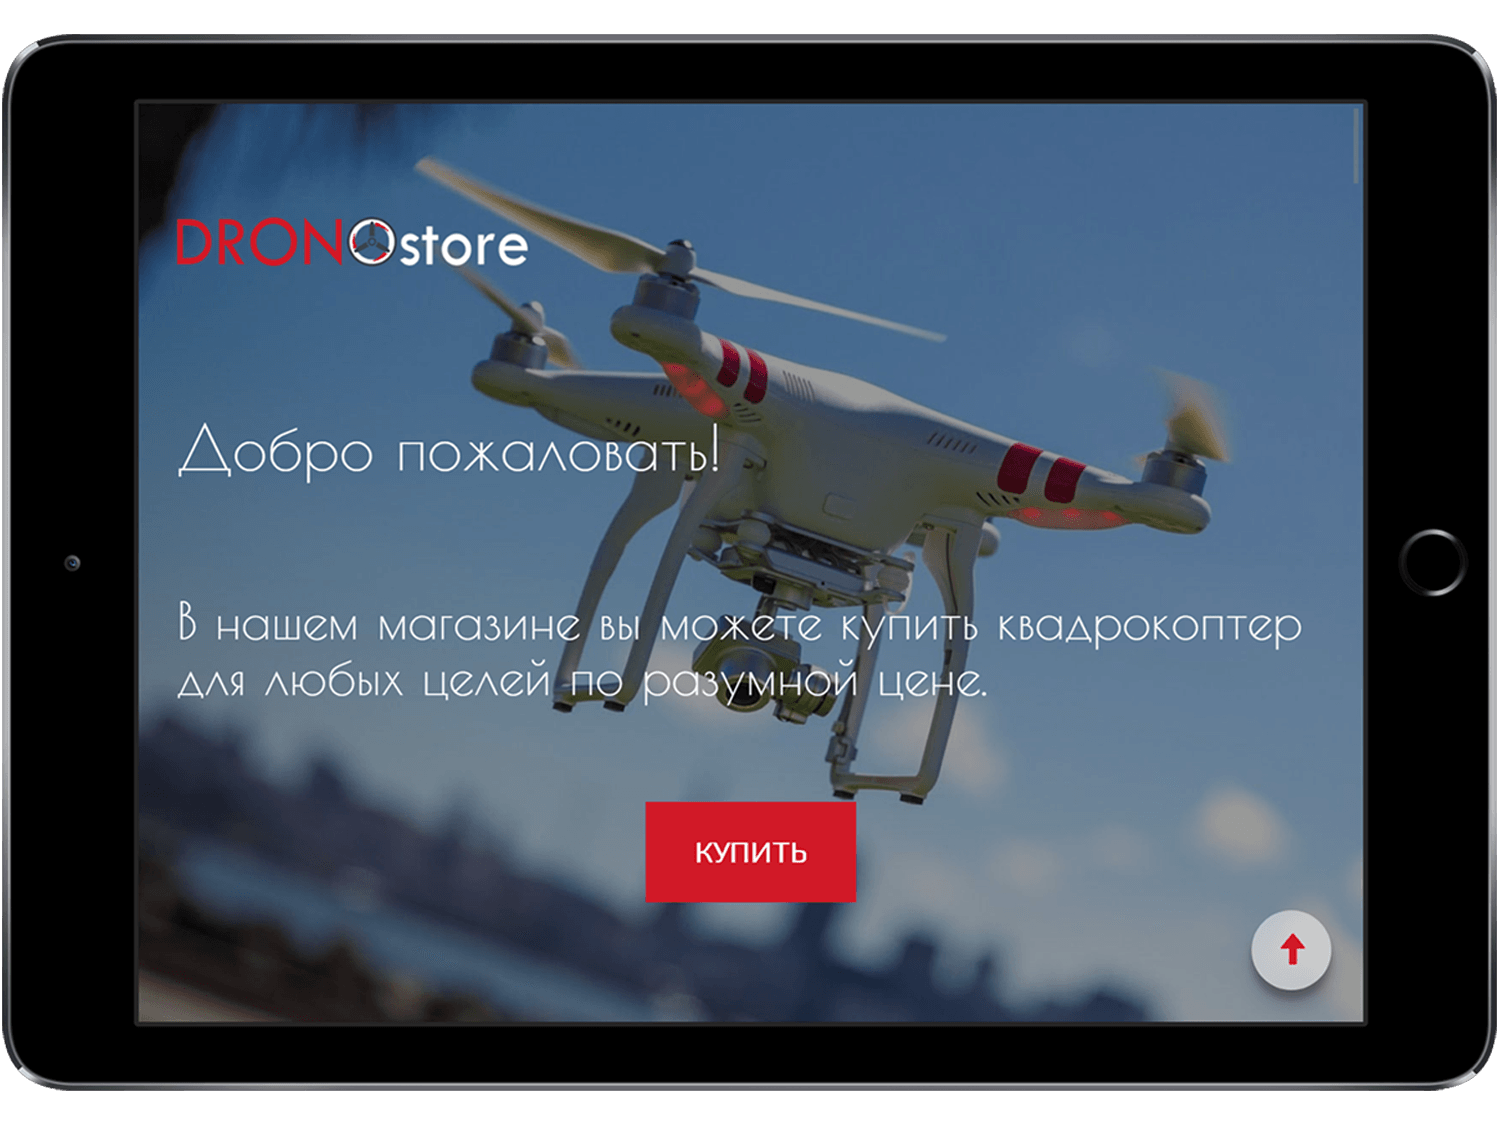 DRONOstore
Добро пожаловать!
В нашем магазине вы можете купить квадрокоптер
для любых целей по разумной цене.
КУПИТЬ